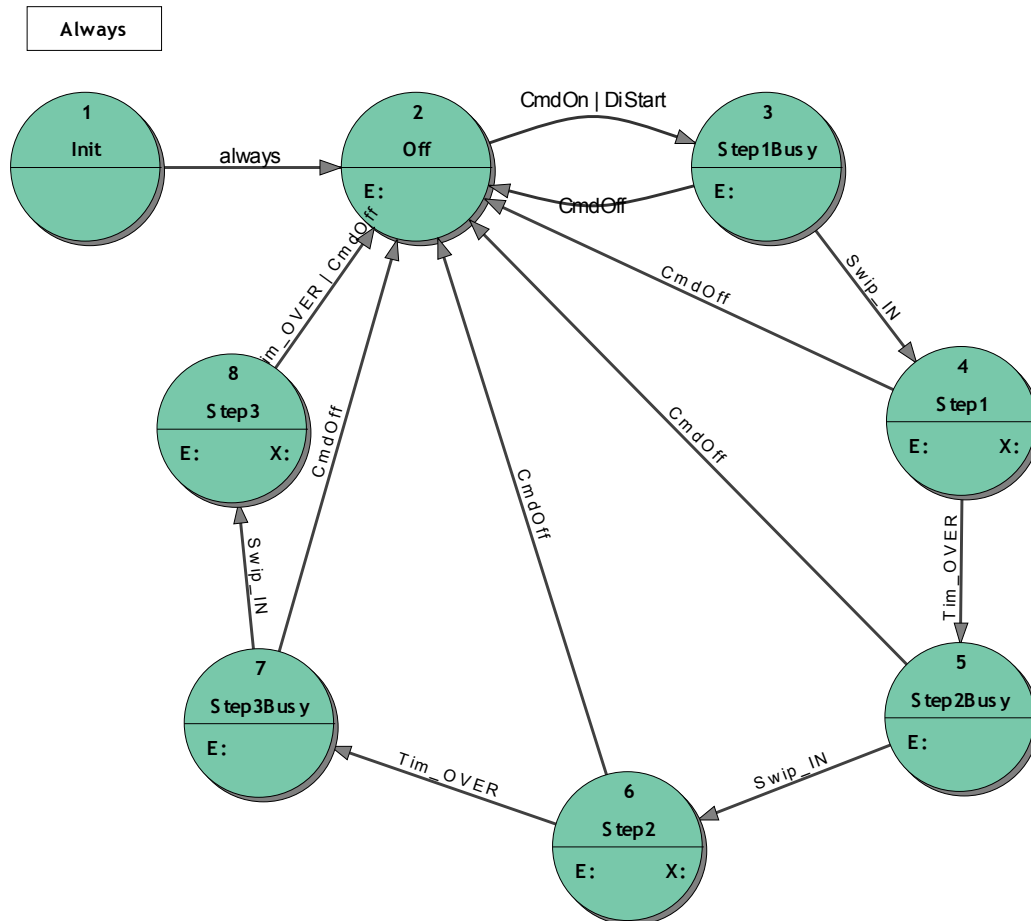 Always
1
Init
always
2
Off
E:
CmdOn | DiStart
CmdOff
3
Step1Busy
E:
Swip_IN
CmdOff
4
Step1
E: X:
Tim_OVER
CmdOff
5
Step2Busy
E:
Swip_IN
CmdOff
6
Step2
E: X:
Tim_OVER
CmdOff
7
Step3Busy
E:
Swip_IN
8
Step3
E: X:
im_OVER | CmdOff